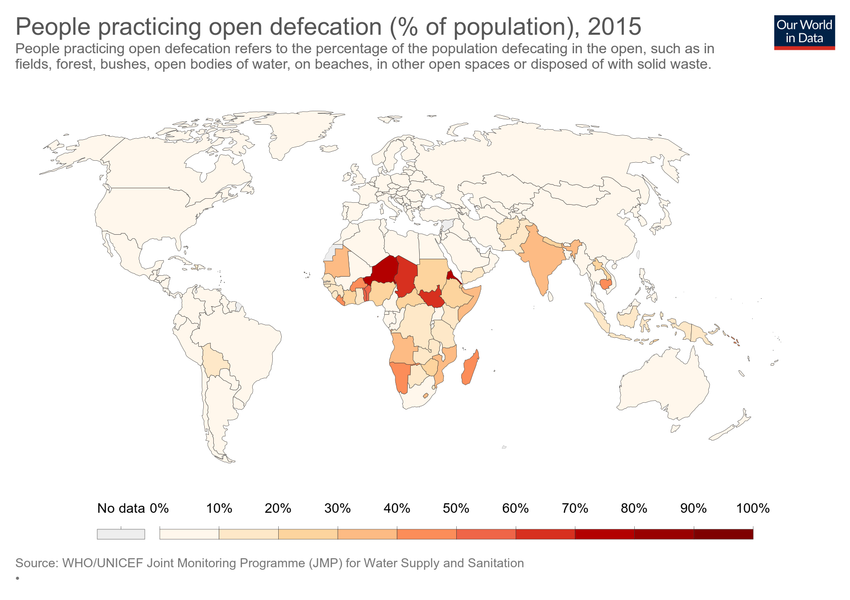 People practicing open defecation (% of population), 2015
Our World
in Data
People practicing open defecation refers to the percentage of the population defecating in the open, such as in
fields, forest, bushes, open bodies of water, on beaches, in other open spaces or disposed of with solid waste.
No data 0% 10% 20% 30% 40% 50% 60% 70% 80% 90% 100%
Source: WHO/UNICEF Joint Monitoring Programme (JMP) for Water Supply and Sanitation
•